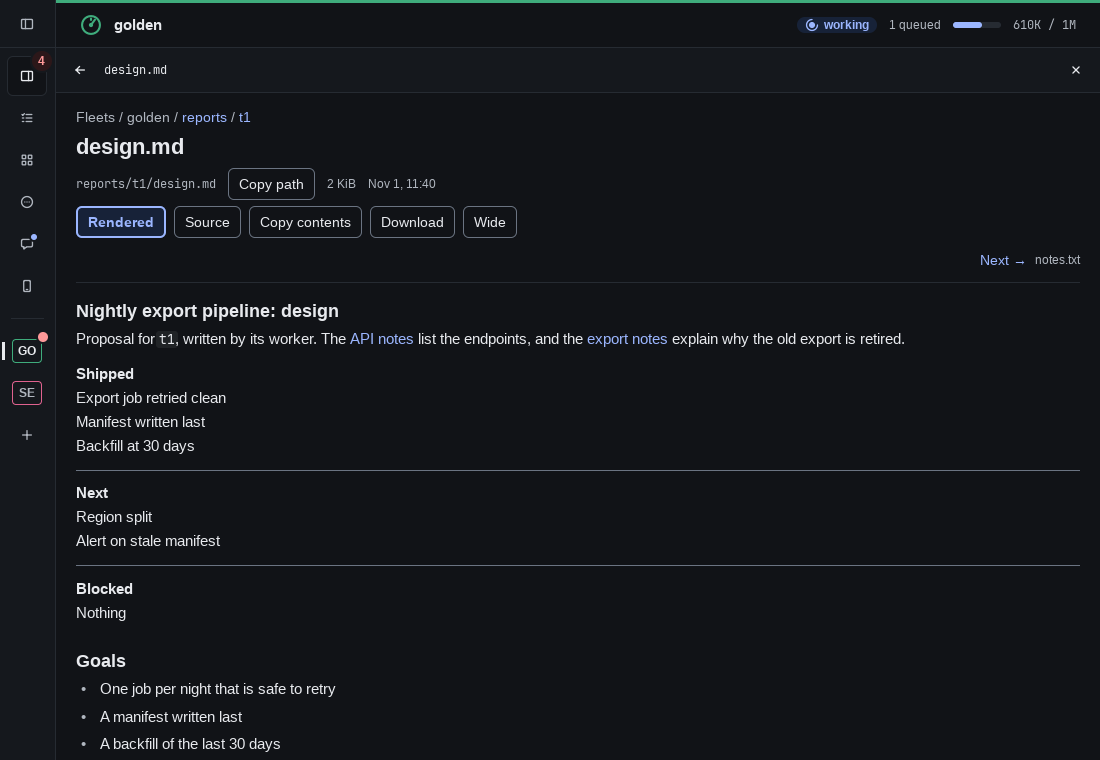 golden
working
1 queued
610K / 1M
4
design.md
Fleets / golden / reports / t1
design.md
reports/t1/design.md
Copy path
2 KiB
Nov 1, 11:40
Rendered
Source
Copy contents
Download
Wide
Next →
notes.txt
Nightly export pipeline: design
Proposal for t1, written by its worker. The API notes list the endpoints, and the export notes explain why the old export is retired.
GO
Shipped
SE
Export job retried clean
Manifest written last
Backfill at 30 days
Next
Region split
Alert on stale manifest
Blocked
Nothing
Goals
• One job per night that is safe to retry
• A manifest written last
• A backfill of the last 30 days